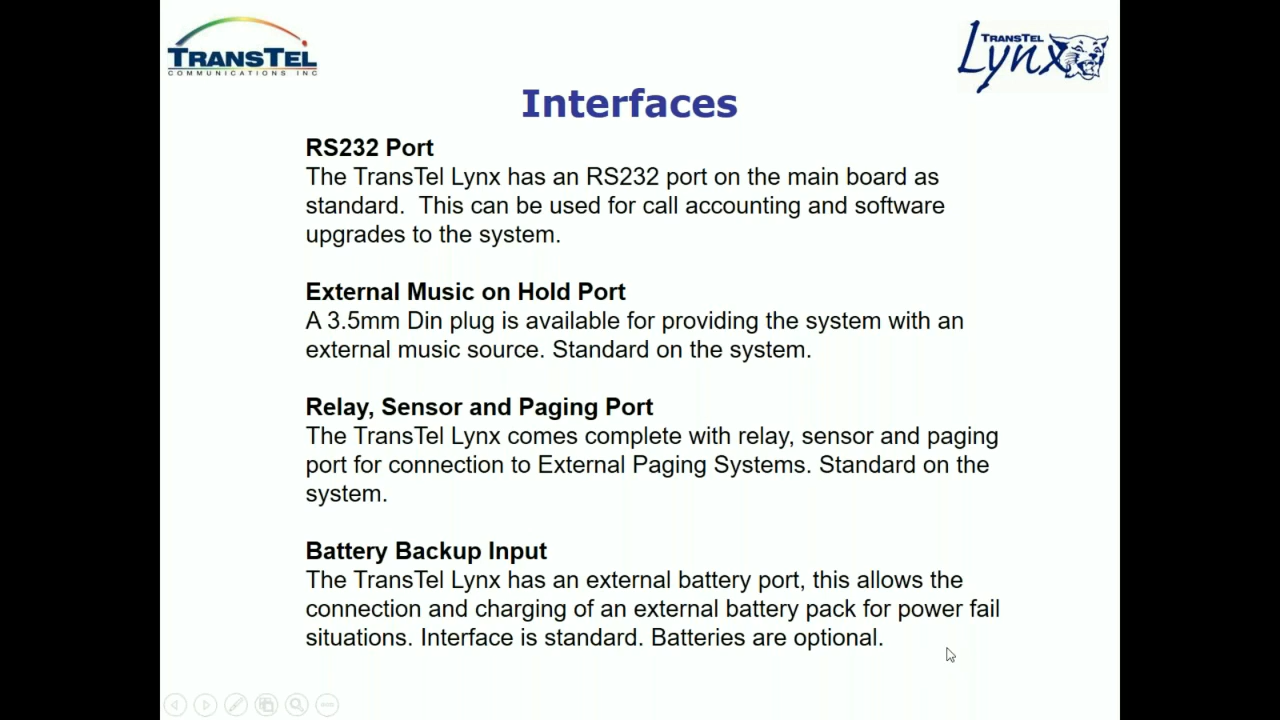 TRANSTEL
COMMUNICATIONS INC
TRANSTEL
Lynx
Interfaces
RS232 Port
The TransTel Lynx has an RS232 port on the main board as
standard.  This can be used for call accounting and software
upgrades to the system.
External Music on Hold Port
A 3.5mm Din plug is available for providing the system with an
external music source. Standard on the system.
Relay, Sensor and Paging Port
The TransTel Lynx comes complete with relay, sensor and paging
port for connection to External Paging Systems. Standard on the
system.
Battery Backup Input
The TransTel Lynx has an external battery port, this allows the
connection and charging of an external battery pack for power fail
situations. Interface is standard. Batteries are optional.